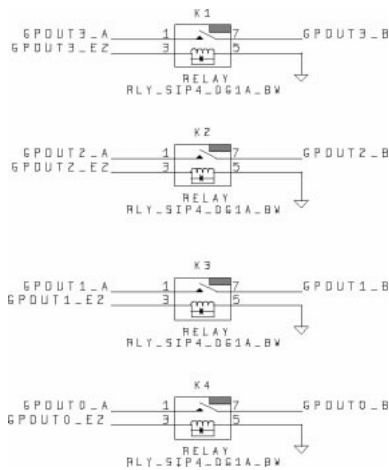 K1
GPOUT3_A 1 7 GPOUT3_B
GPOUT3_EZ 3 5
RELAY
RLY_SIP4_DG1A_BW
K2
GPOUT2_A 1 7 GPOUT2_B
GPOUT2_EZ 3 5
RELAY
RLY_SIP4_DG1A_BW
K3
GPOUT1_A 1 7 GPOUT1_B
GPOUT1_EZ 3 5
RELAY
RLY_SIP4_DG1A_BW
K4
GPOUT0_A 1 7 GPOUT0_B
GPOUT0_EZ 3 5
RELAY
RLY_SIP4_DG1A_BW